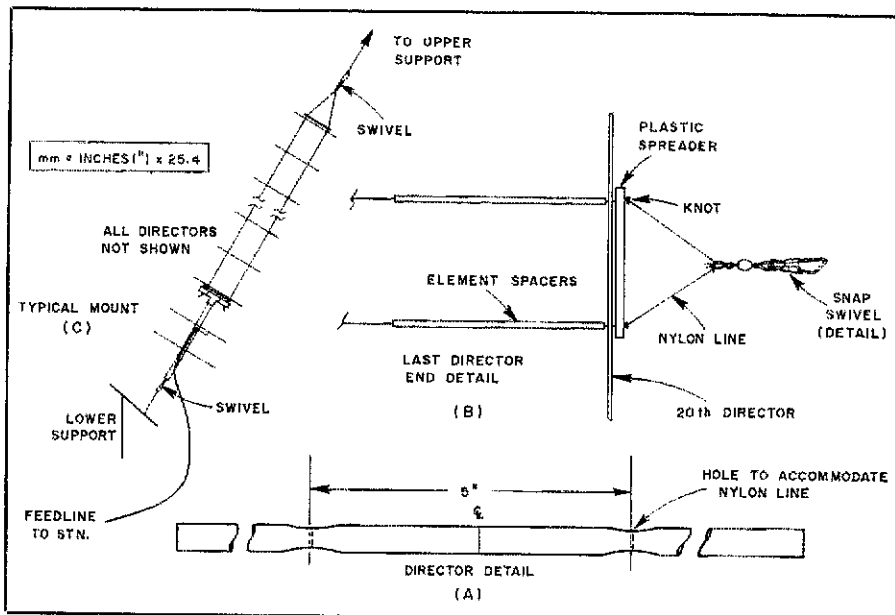 TO UPPER
SUPPORT
SWIVEL
mm = INCHES(") x 25.4
ALL DIRECTORS
NOT SHOWN
TYPICAL MOUNT
(C)
LOWER
SUPPORT
SWIVEL
FEEDLINE
TO STN.
PLASTIC
SPREADER
KNOT
ELEMENT SPACERS
SNAP
SWIVEL
(DETAIL)
NYLON LINE
LAST DIRECTOR
END DETAIL
(B)
20th DIRECTOR
5"
℄
HOLE TO ACCOMMODATE
NYLON LINE
DIRECTOR DETAIL
(A)